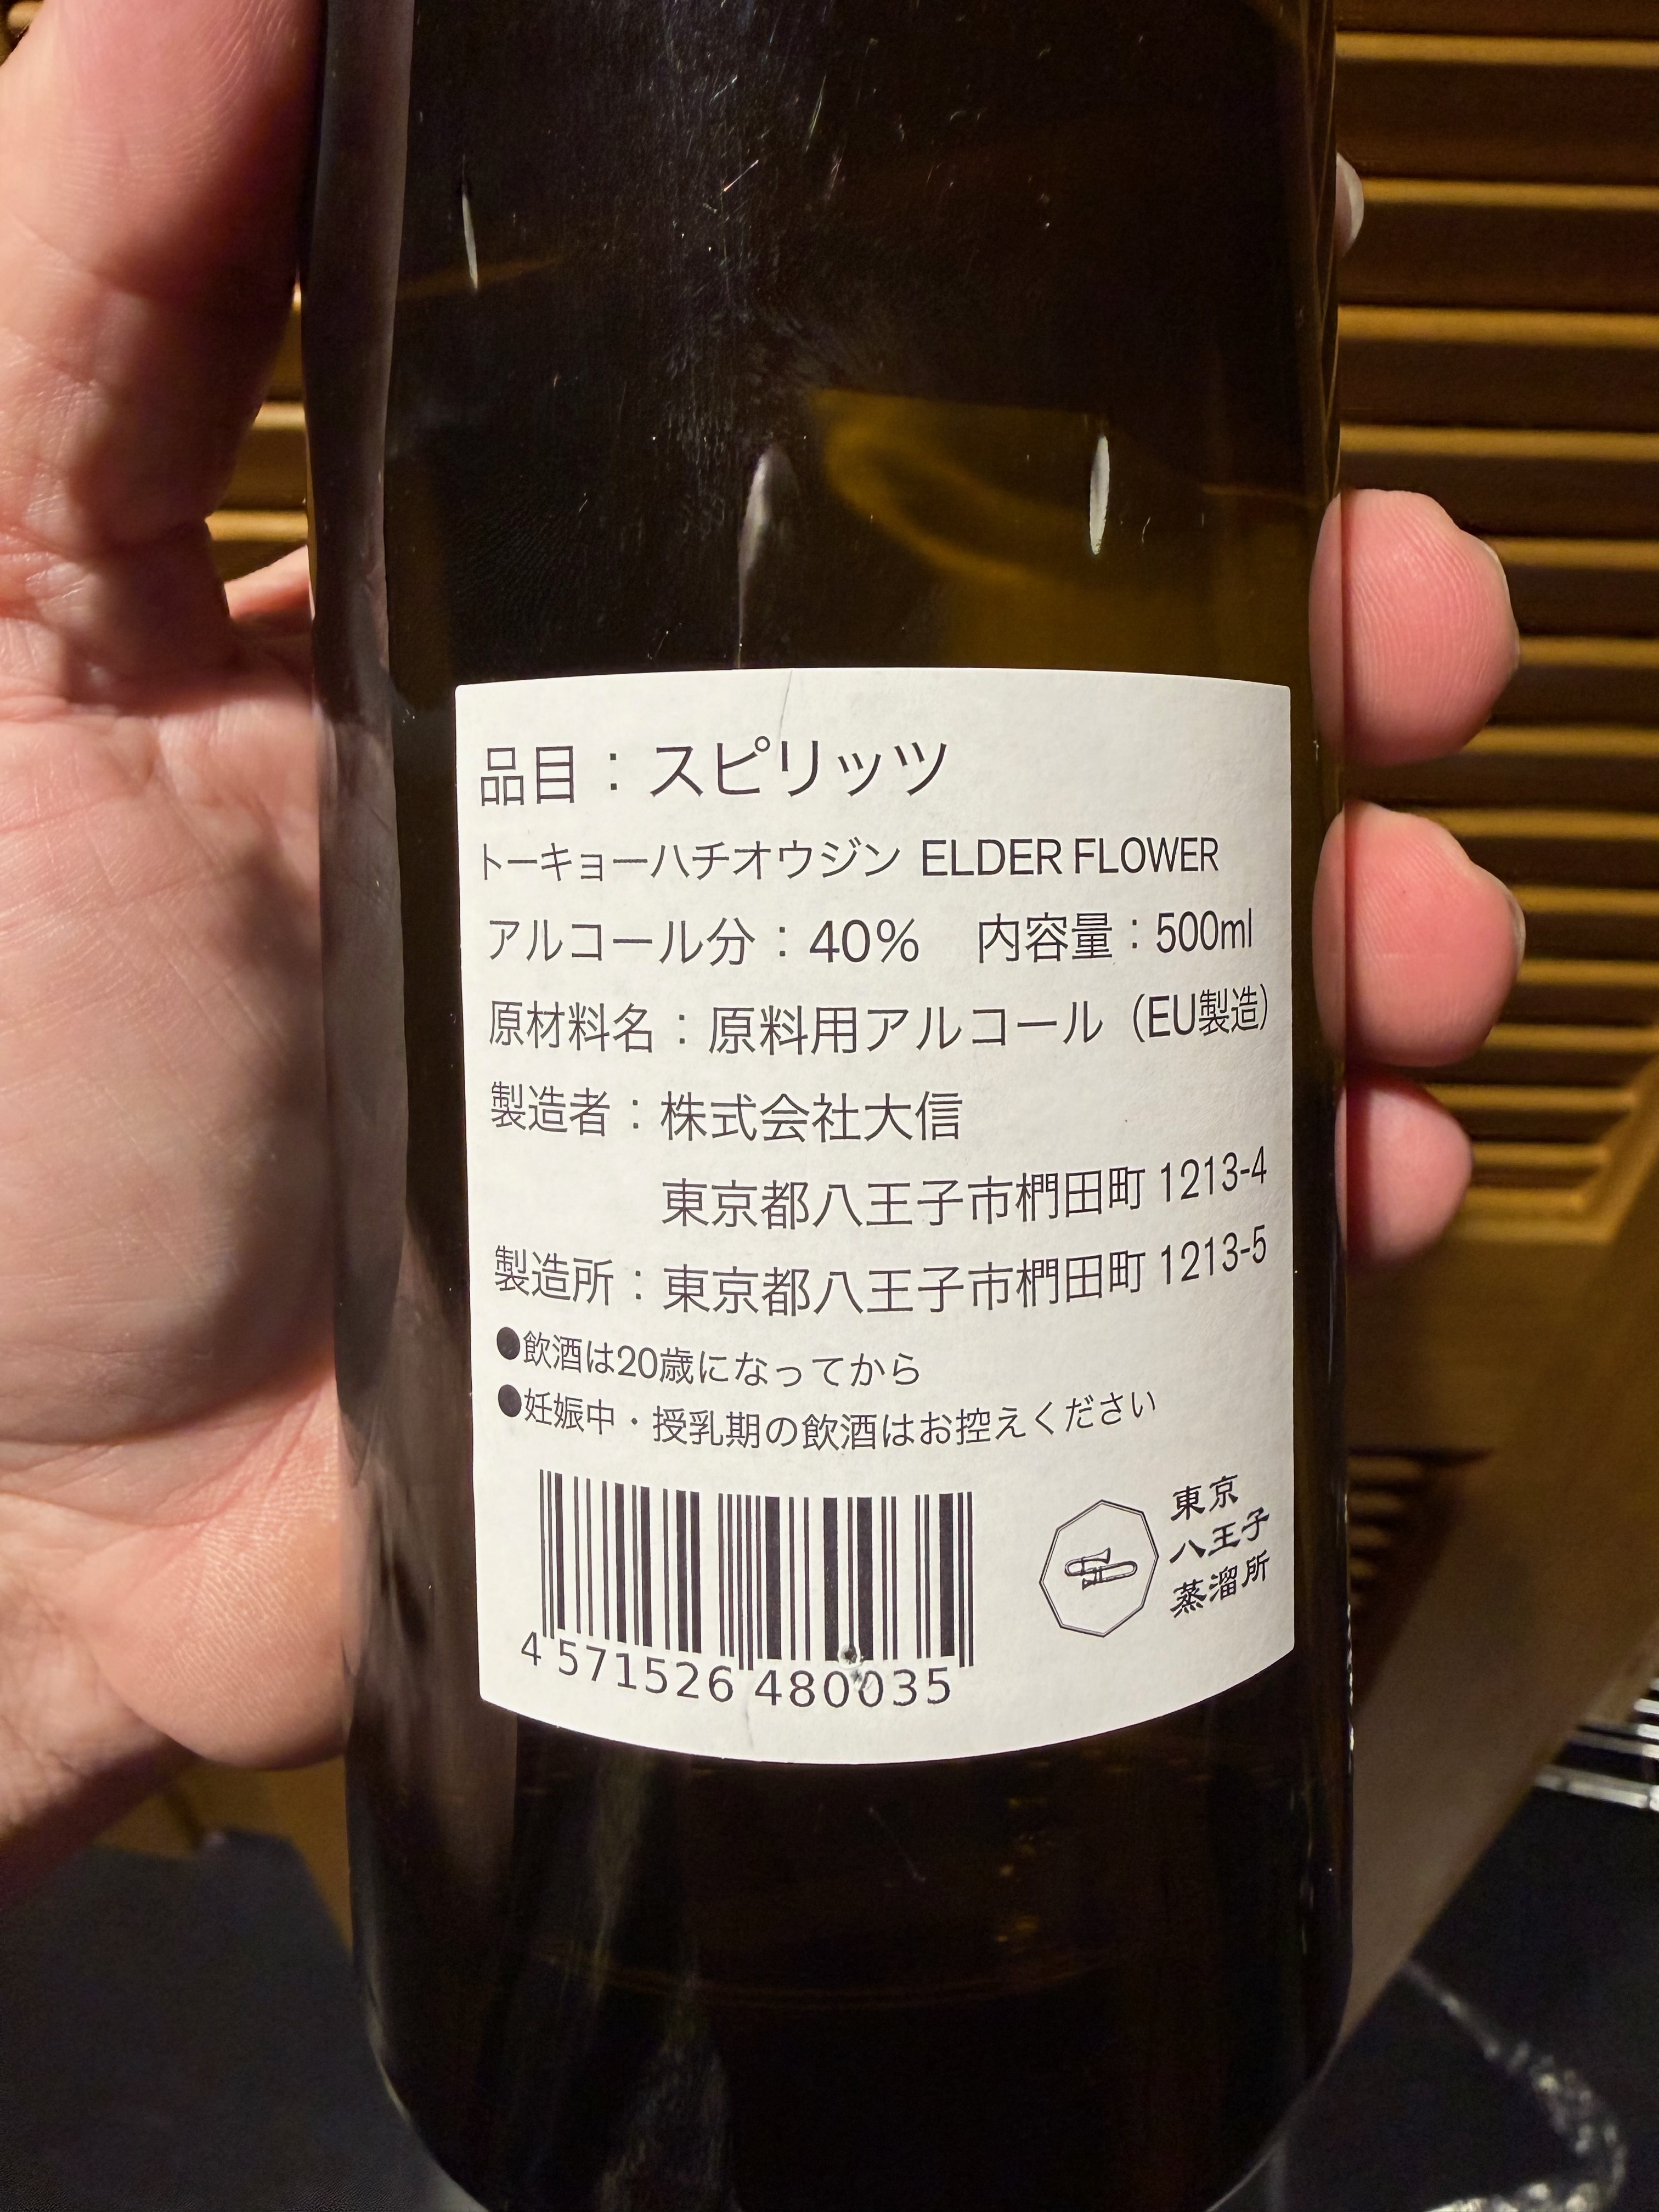 品目：スピリッツ
トーキョーハチオウジン ELDER FLOWER
アルコール分：40%　内容量：500ml
原材料名：原料用アルコール（EU製造）
製造者：株式会社大信
東京都八王子市椚田町 1213-4
製造所：東京都八王子市椚田町 1213-5
●飲酒は20歳になってから
●妊娠中・授乳期の飲酒はお控えください
4 571526 480035
東京
八王子
蒸溜所